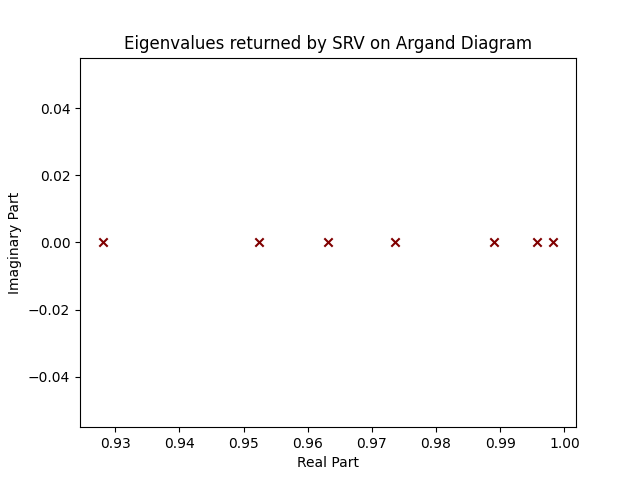 Eigenvalues returned by SRV on Argand Diagram
0.04
0.02
0.00
−0.02
−0.04
Imaginary Part
0.93 0.94 0.95 0.96 0.97 0.98 0.99 1.00
Real Part